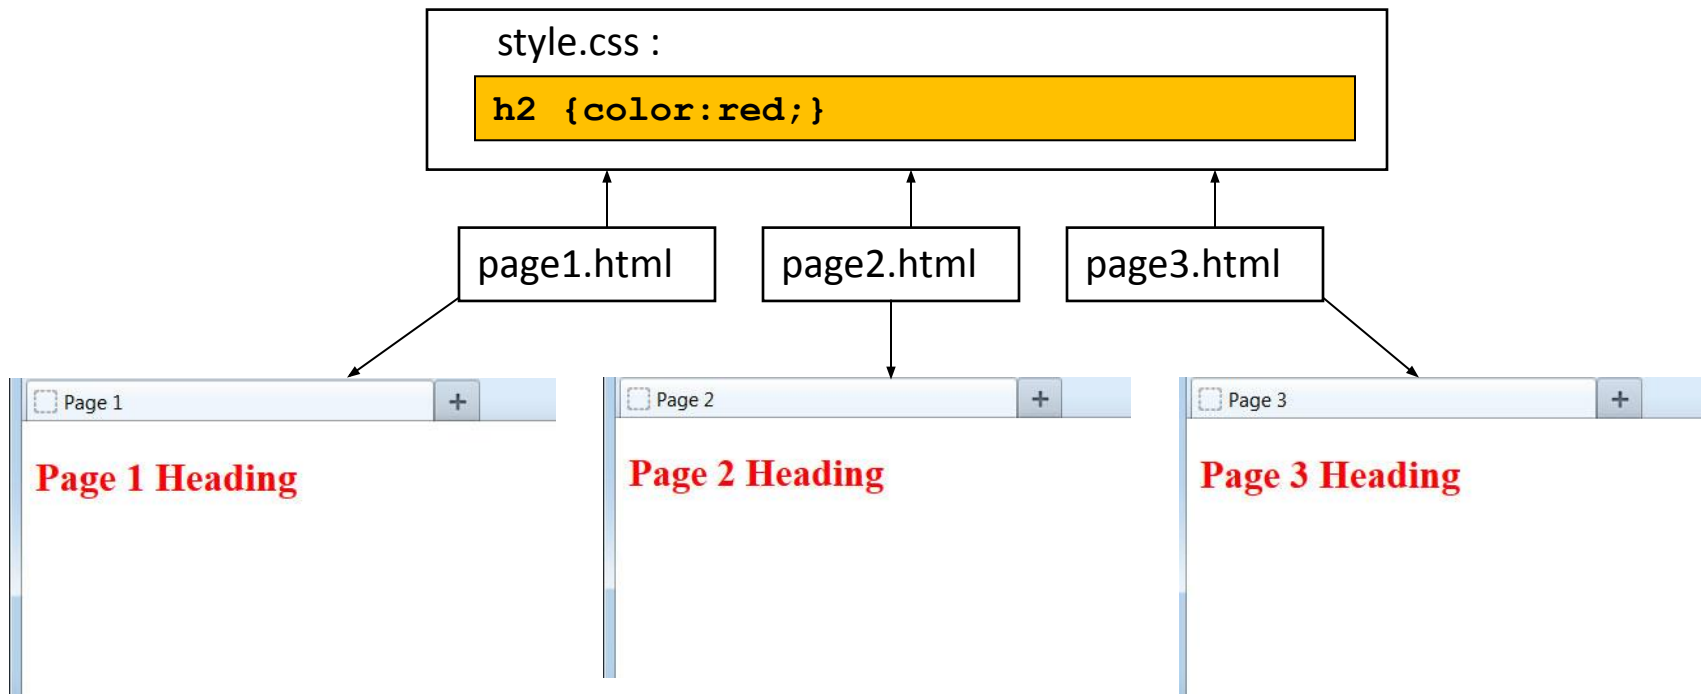 style.css :
h2 {color:red;}
page1.html
page2.html
page3.html
Page 1
Page 1 Heading
Page 2
Page 2 Heading
Page 3
Page 3 Heading